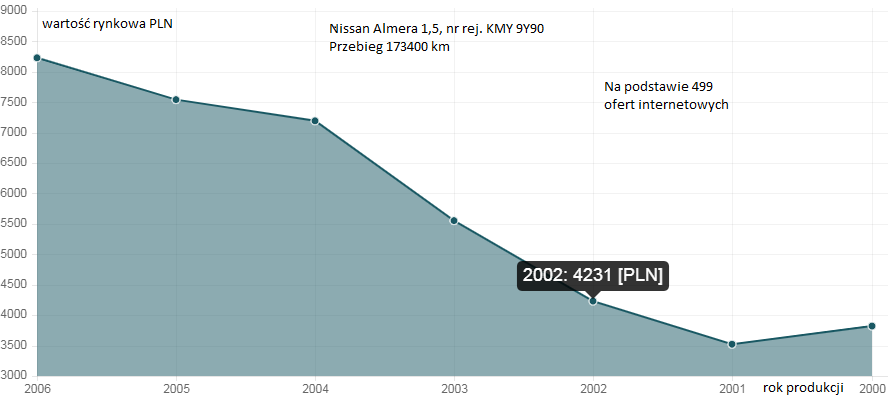 9000
wartość rynkowa PLN
Nissan Almera 1,5, nr rej. KMY 9Y90
Przebieg 173400 km
8500
8000
Na podstawie 499
ofert internetowych
7500
7000
6500
6000
5500
5000
2002: 4231 [PLN]
4500
4000
3500
3000
2006 2005 2004 2003 2002 2001 rok produkcji 2000